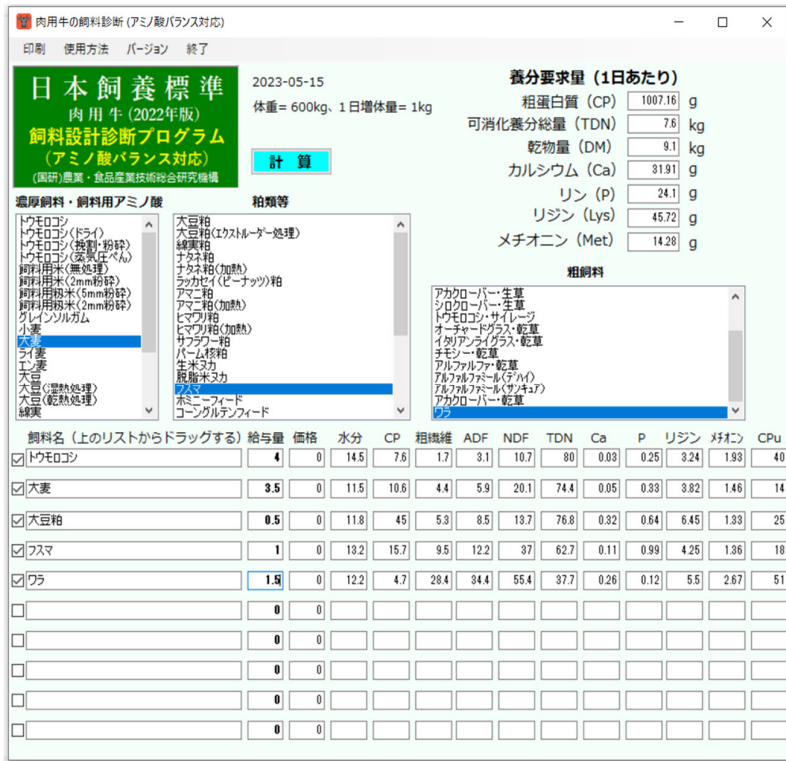 肉用牛の飼料診断 (アミノ酸バランス対応)
印刷 使用方法 バージョン 終了
日本飼養標準
肉用牛 (2022年版)
飼料設計診断プログラム
(アミノ酸バランス対応)
(国研)農業・食品産業技術総合研究機構
2023-05-15
体重= 600kg、1日増体量= 1kg
計 算
養分要求量 (1日あたり)
粗蛋白質 (CP) 1007.16 g
可消化養分総量 (TDN) 7.6 kg
乾物量 (DM) 9.1 kg
カルシウム (Ca) 31.91 g
リン (P) 24.1 g
リジン (Lys) 45.72 g
メチオニン (Met) 14.28 g
濃厚飼料・飼料用アミノ酸
トウモロコシ
トウモロコシ(ドライ)
トウモロコシ(挽割・粉砕)
トウモロコシ(蒸気圧ぺん)
飼料用米(無処理)
飼料用米(2mm粉砕)
飼料用籾米(5mm粉砕)
飼料用籾米(2mm粉砕)
グレインソルガム
小麦
大麦
ライ麦
エン麦
大豆
大豆(湿熱処理)
大豆(乾熱処理)
綿実
粕類等
大豆粕
大豆粕(エクストルーダー処理)
綿実粕
ナタネ粕
ナタネ粕(加熱)
ラッカセイ(ピーナッツ)粕
アマニ粕
アマニ粕(加熱)
ヒマワリ粕
ヒマワリ粕(加熱)
サフラワー粕
パーム核粕
生米ヌカ
脱脂米ヌカ
フスマ
ホミニーフィード
コーングルテンフィード
粗飼料
アカクローバー・生草
シロクローバー・生草
トウモロコシ・サイレージ
オーチャードグラス・乾草
イタリアンライグラス・乾草
チモシー・乾草
アルファルファ・乾草
アルファルファミール(デハイ)
アルファルファミール(サンキュア)
アカクローバー・乾草
ワラ
飼料名 (上のリストからドラッグする) 給与量 価格 水分 CP 粗繊維 ADF NDF TDN Ca P リジン メチオニン CPu
トウモロコシ 4 0 14.5 7.6 1.7 3.1 10.7 80 0.03 0.25 3.24 1.93 40
大麦 3.5 0 11.5 10.6 4.4 5.9 20.1 74.4 0.05 0.33 3.82 1.46 14
大豆粕 0.5 0 11.8 45 5.3 8.5 13.7 76.8 0.32 0.64 6.45 1.33 25
フスマ 1 0 13.2 15.7 9.5 12.2 37 62.7 0.11 0.99 4.25 1.36 18
ワラ 1.5 0 12.2 4.7 28.4 34.4 55.4 37.7 0.26 0.12 5.5 2.67 51
0 0
0 0
0 0
0 0
0 0